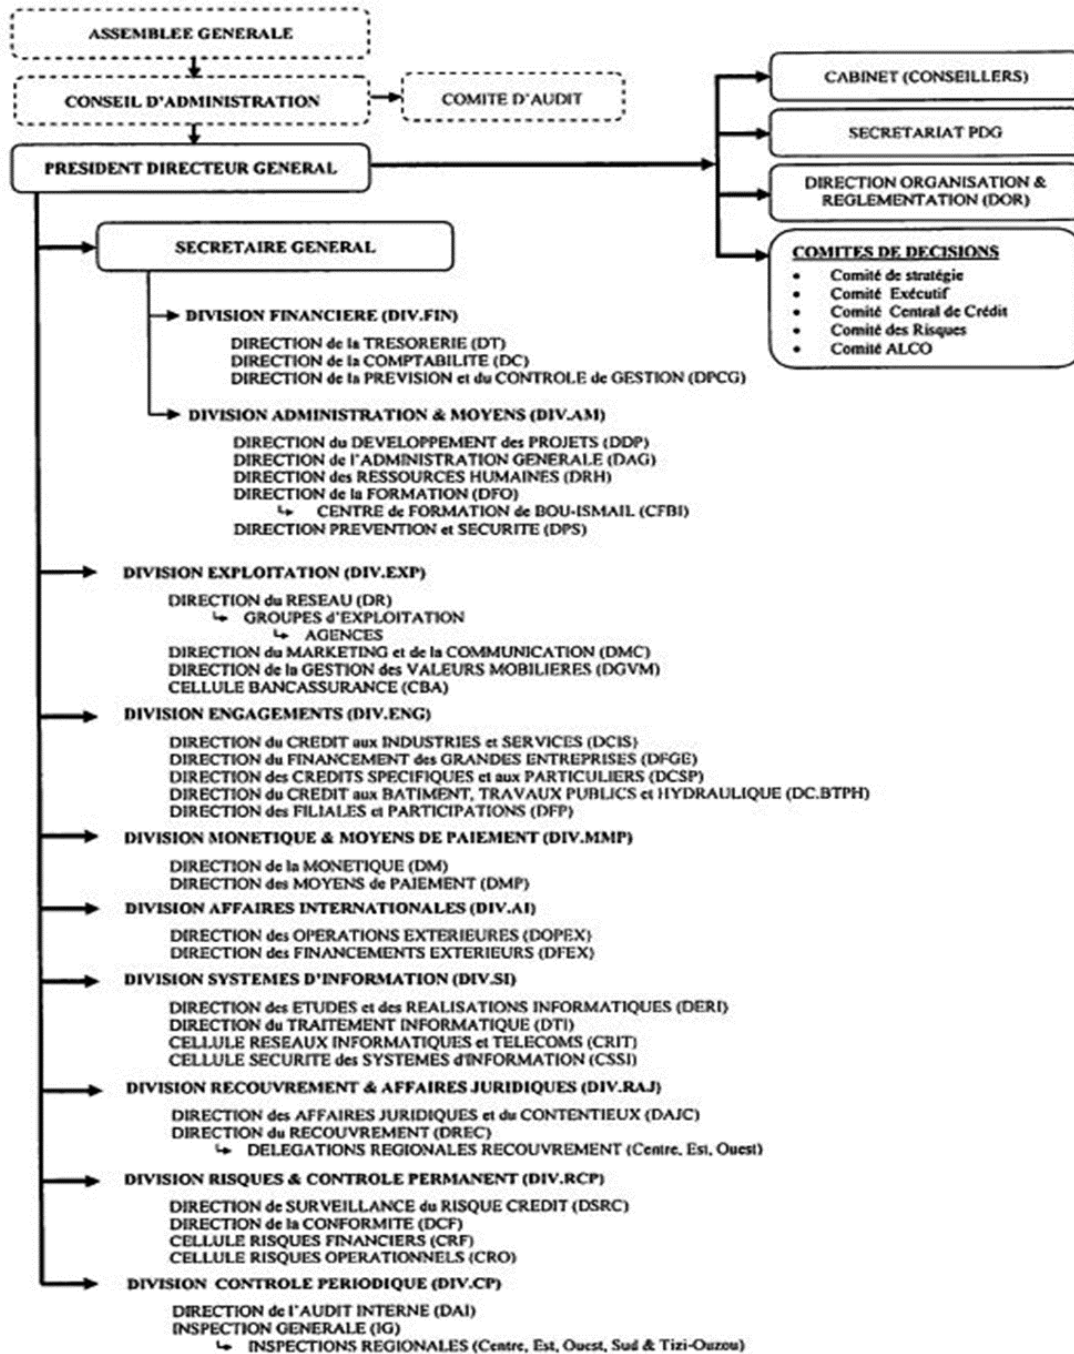 ASSEMBLEE GENERALE
CONSEIL D'ADMINISTRATION
COMITE D'AUDIT
PRESIDENT DIRECTEUR GENERAL
CABINET (CONSEILLERS)
SECRETARIAT PDG
DIRECTION ORGANISATION &
REGLEMENTATION (DOR)
COMITES DE DECISIONS
• Comité de stratégie
• Comité Exécutif
• Comité Central de Crédit
• Comité des Risques
• Comité ALCO
SECRETAIRE GENERAL
DIVISION FINANCIERE (DIV.FIN)
DIRECTION de la TRESORERIE (DT)
DIRECTION de la COMPTABILITE (DC)
DIRECTION de la PREVISION et du CONTROLE de GESTION (DPCG)
DIVISION ADMINISTRATION & MOYENS (DIV.AM)
DIRECTION du DEVELOPPEMENT des PROJETS (DDP)
DIRECTION de l'ADMINISTRATION GENERALE (DAG)
DIRECTION des RESSOURCES HUMAINES (DRH)
DIRECTION de la FORMATION (DFO)
CENTRE de FORMATION de BOU-ISMAIL (CFBI)
DIRECTION PREVENTION et SECURITE (DPS)
DIVISION EXPLOITATION (DIV.EXP)
DIRECTION du RESEAU (DR)
GROUPES d'EXPLOITATION
AGENCES
DIRECTION du MARKETING et de la COMMUNICATION (DMC)
DIRECTION de la GESTION des VALEURS MOBILIERES (DGVM)
CELLULE BANCASSURANCE (CBA)
DIVISION ENGAGEMENTS (DIV.ENG)
DIRECTION du CREDIT aux INDUSTRIES et SERVICES (DCIS)
DIRECTION du FINANCEMENT des GRANDES ENTREPRISES (DFGE)
DIRECTION des CREDITS SPECIFIQUES et aux PARTICULIERS (DCSP)
DIRECTION du CREDIT aux BATIMENT, TRAVAUX PUBLICS et HYDRAULIQUE (DC.BTPH)
DIRECTION des FILIALES et PARTICIPATIONS (DFP)
DIVISION MONETIQUE & MOYENS DE PAIEMENT (DIV.MMP)
DIRECTION de la MONETIQUE (DM)
DIRECTION des MOYENS de PAIEMENT (DMP)
DIVISION AFFAIRES INTERNATIONALES (DIV.AI)
DIRECTION des OPERATIONS EXTERIEURES (DOPEX)
DIRECTION des FINANCEMENTS EXTERIEURS (DFEX)
DIVISION SYSTEMES D'INFORMATION (DIV.SI)
DIRECTION des ETUDES et des REALISATIONS INFORMATIQUES (DERI)
DIRECTION du TRAITEMENT INFORMATIQUE (DTI)
CELLULE RESEAUX INFORMATIQUES et TELECOMS (CRIT)
CELLULE SECURITE des SYSTEMES d'INFORMATION (CSSI)
DIVISION RECOUVREMENT & AFFAIRES JURIDIQUES (DIV.RAJ)
DIRECTION des AFFAIRES JURIDIQUES et du CONTENTIEUX (DAJC)
DIRECTION du RECOUVREMENT (DREC)
DELEGATIONS REGIONALES RECOUVREMENT (Centre, Est, Ouest)
DIVISION RISQUES & CONTROLE PERMANENT (DIV.RCP)
DIRECTION de SURVEILLANCE du RISQUE CREDIT (DSRC)
DIRECTION de la CONFORMITE (DCF)
CELLULE RISQUES FINANCIERS (CRF)
CELLULE RISQUES OPERATIONNELS (CRO)
DIVISION CONTROLE PERIODIQUE (DIV.CP)
DIRECTION de l'AUDIT INTERNE (DAI)
INSPECTION GENERALE (IG)
INSPECTIONS REGIONALES (Centre, Est, Ouest, Sud & Tizi-Ouzou)